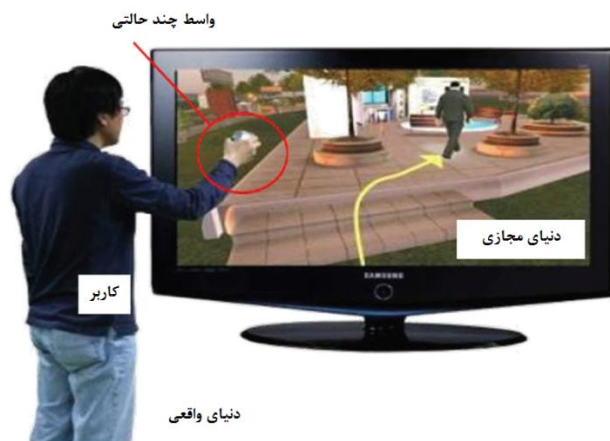 واسط چند حالتی
دنیای مجازی
SAMSUNG
کاربر
دنیای واقعی